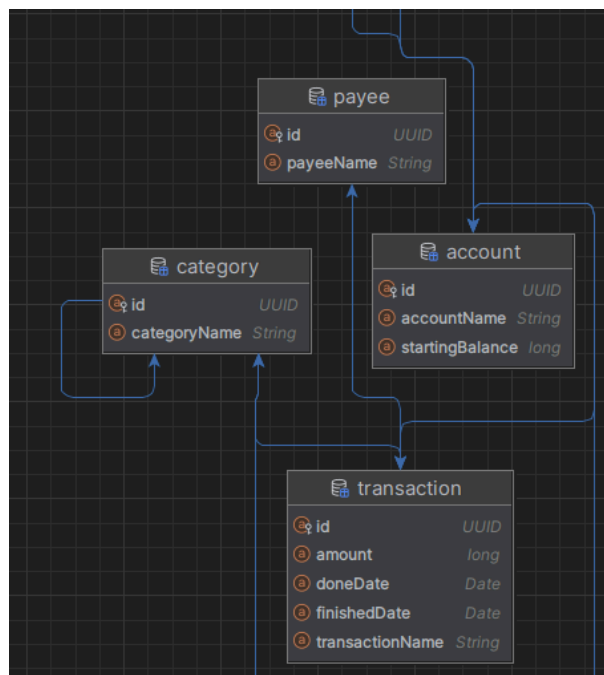 payee
id UUID
payeeName String
category
id UUID
categoryName String
account
id UUID
accountName String
startingBalance long
transaction
id UUID
amount long
doneDate Date
finishedDate Date
transactionName String